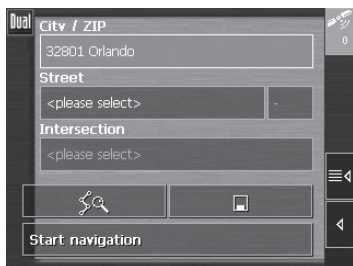 Dual
City / ZIP
0
32801 Orlando
Street
<please select> -
Intersection
<please select>
Start navigation